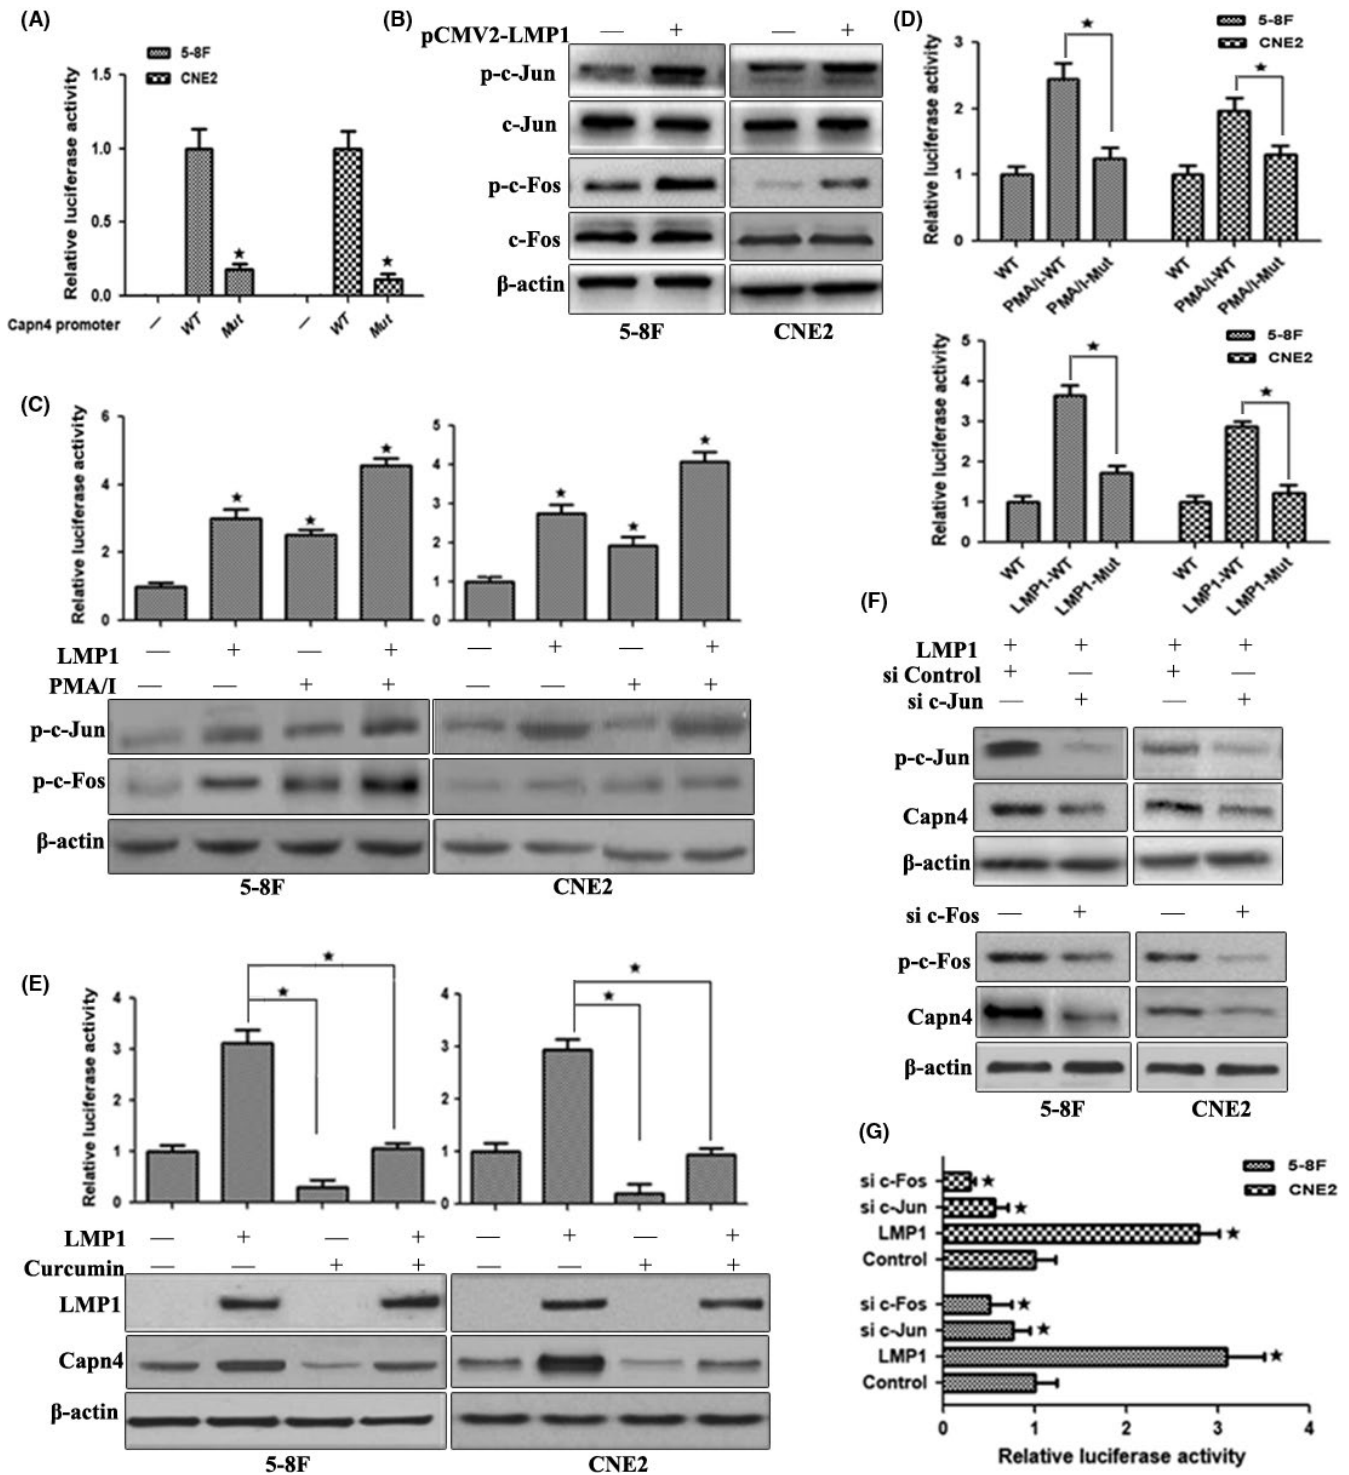 (A)
5-8F
CNE2
Relative luciferase activity
1.5
1.0
0.5
0.0
Capn4 promoter
— WT Mut — WT Mut
(B)
pCMV2-LMP1 — + — +
p-c-Jun
c-Jun
p-c-Fos
c-Fos
β-actin
5-8F CNE2
(C)
Relative luciferase activity
6
4
2
0
5
4
3
2
1
0
LMP1 — + — + — + — +
PMA/I — — + + — — + +
p-c-Jun
p-c-Fos
β-actin
5-8F CNE2
(D)
5-8F
CNE2
Relative luciferase activity
3
2
1
0
WT PMA/I-WT PMA/I-Mut WT PMA/I-WT PMA/I-Mut
5-8F
CNE2
Relative luciferase activity
5
4
3
2
1
0
WT LMP1-WT LMP1-Mut WT LMP1-WT LMP1-Mut
(E)
Relative luciferase activity
4
3
2
1
0
4
3
2
1
0
LMP1 — + — + — + — +
Curcumin — — + + — — + +
LMP1
Capn4
β-actin
5-8F CNE2
(F)
LMP1 + + + +
si Control + — + —
si c-Jun — + — +
p-c-Jun
Capn4
β-actin
si c-Fos — + — +
p-c-Fos
Capn4
β-actin
5-8F CNE2
(G)
5-8F
CNE2
si c-Fos
si c-Jun
LMP1
Control
si c-Fos
si c-Jun
LMP1
Control
0 1 2 3 4
Relative luciferase activity